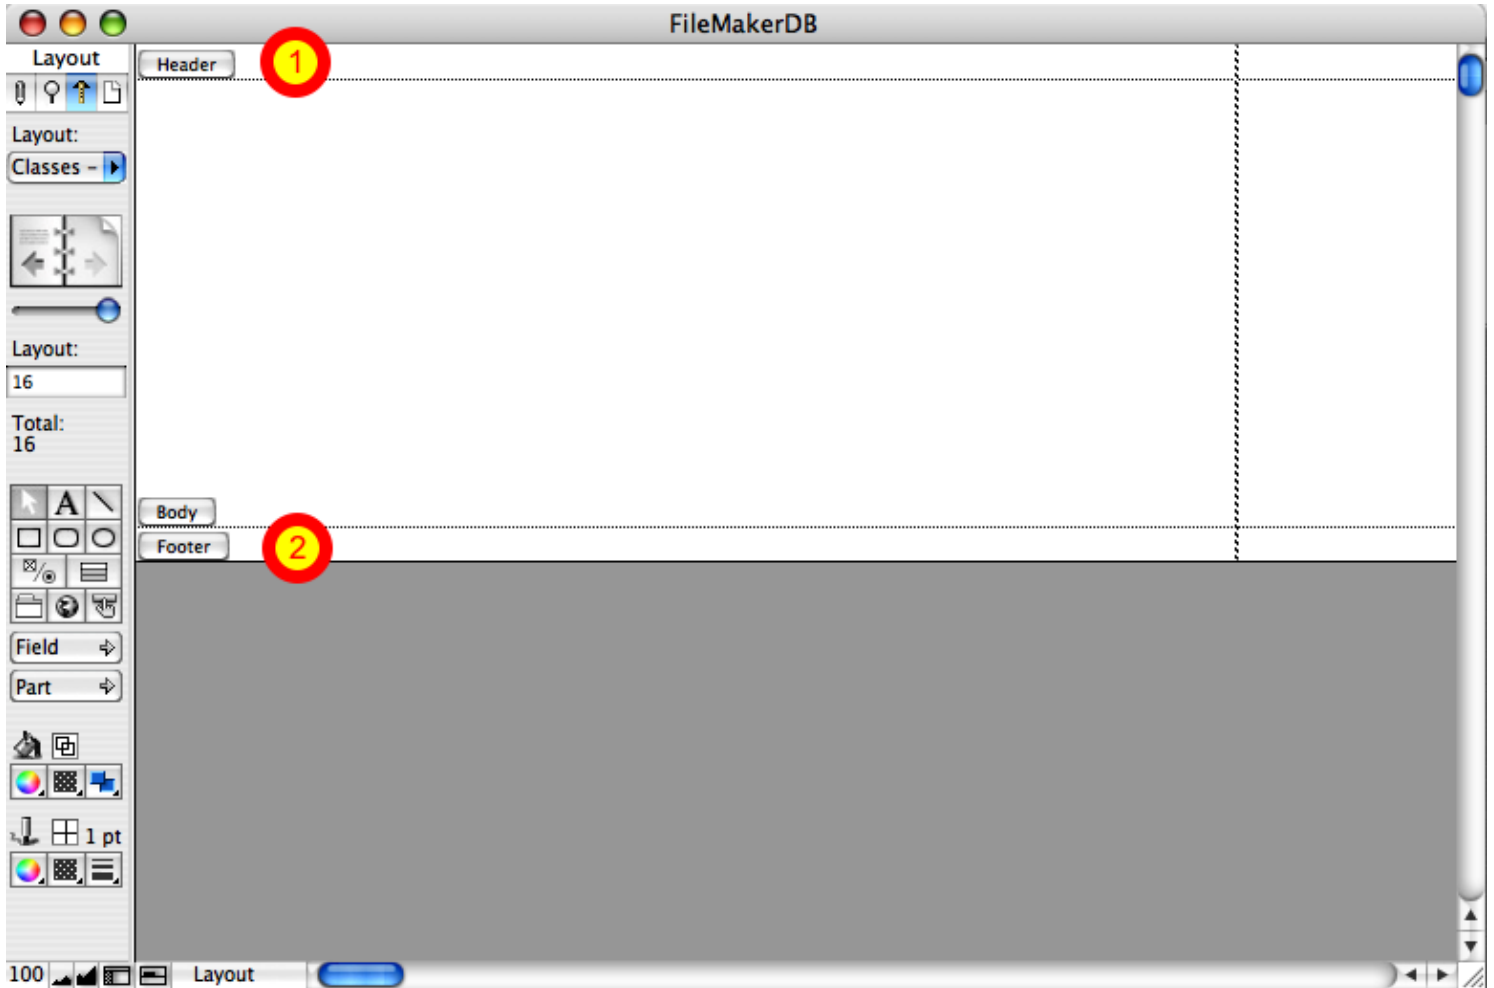 FileMakerDB
Layout
Header
1
Layout:
Classes –
Layout:
16
Total:
16
A
Body
Footer
2
Field
Part
1 pt
100
Layout